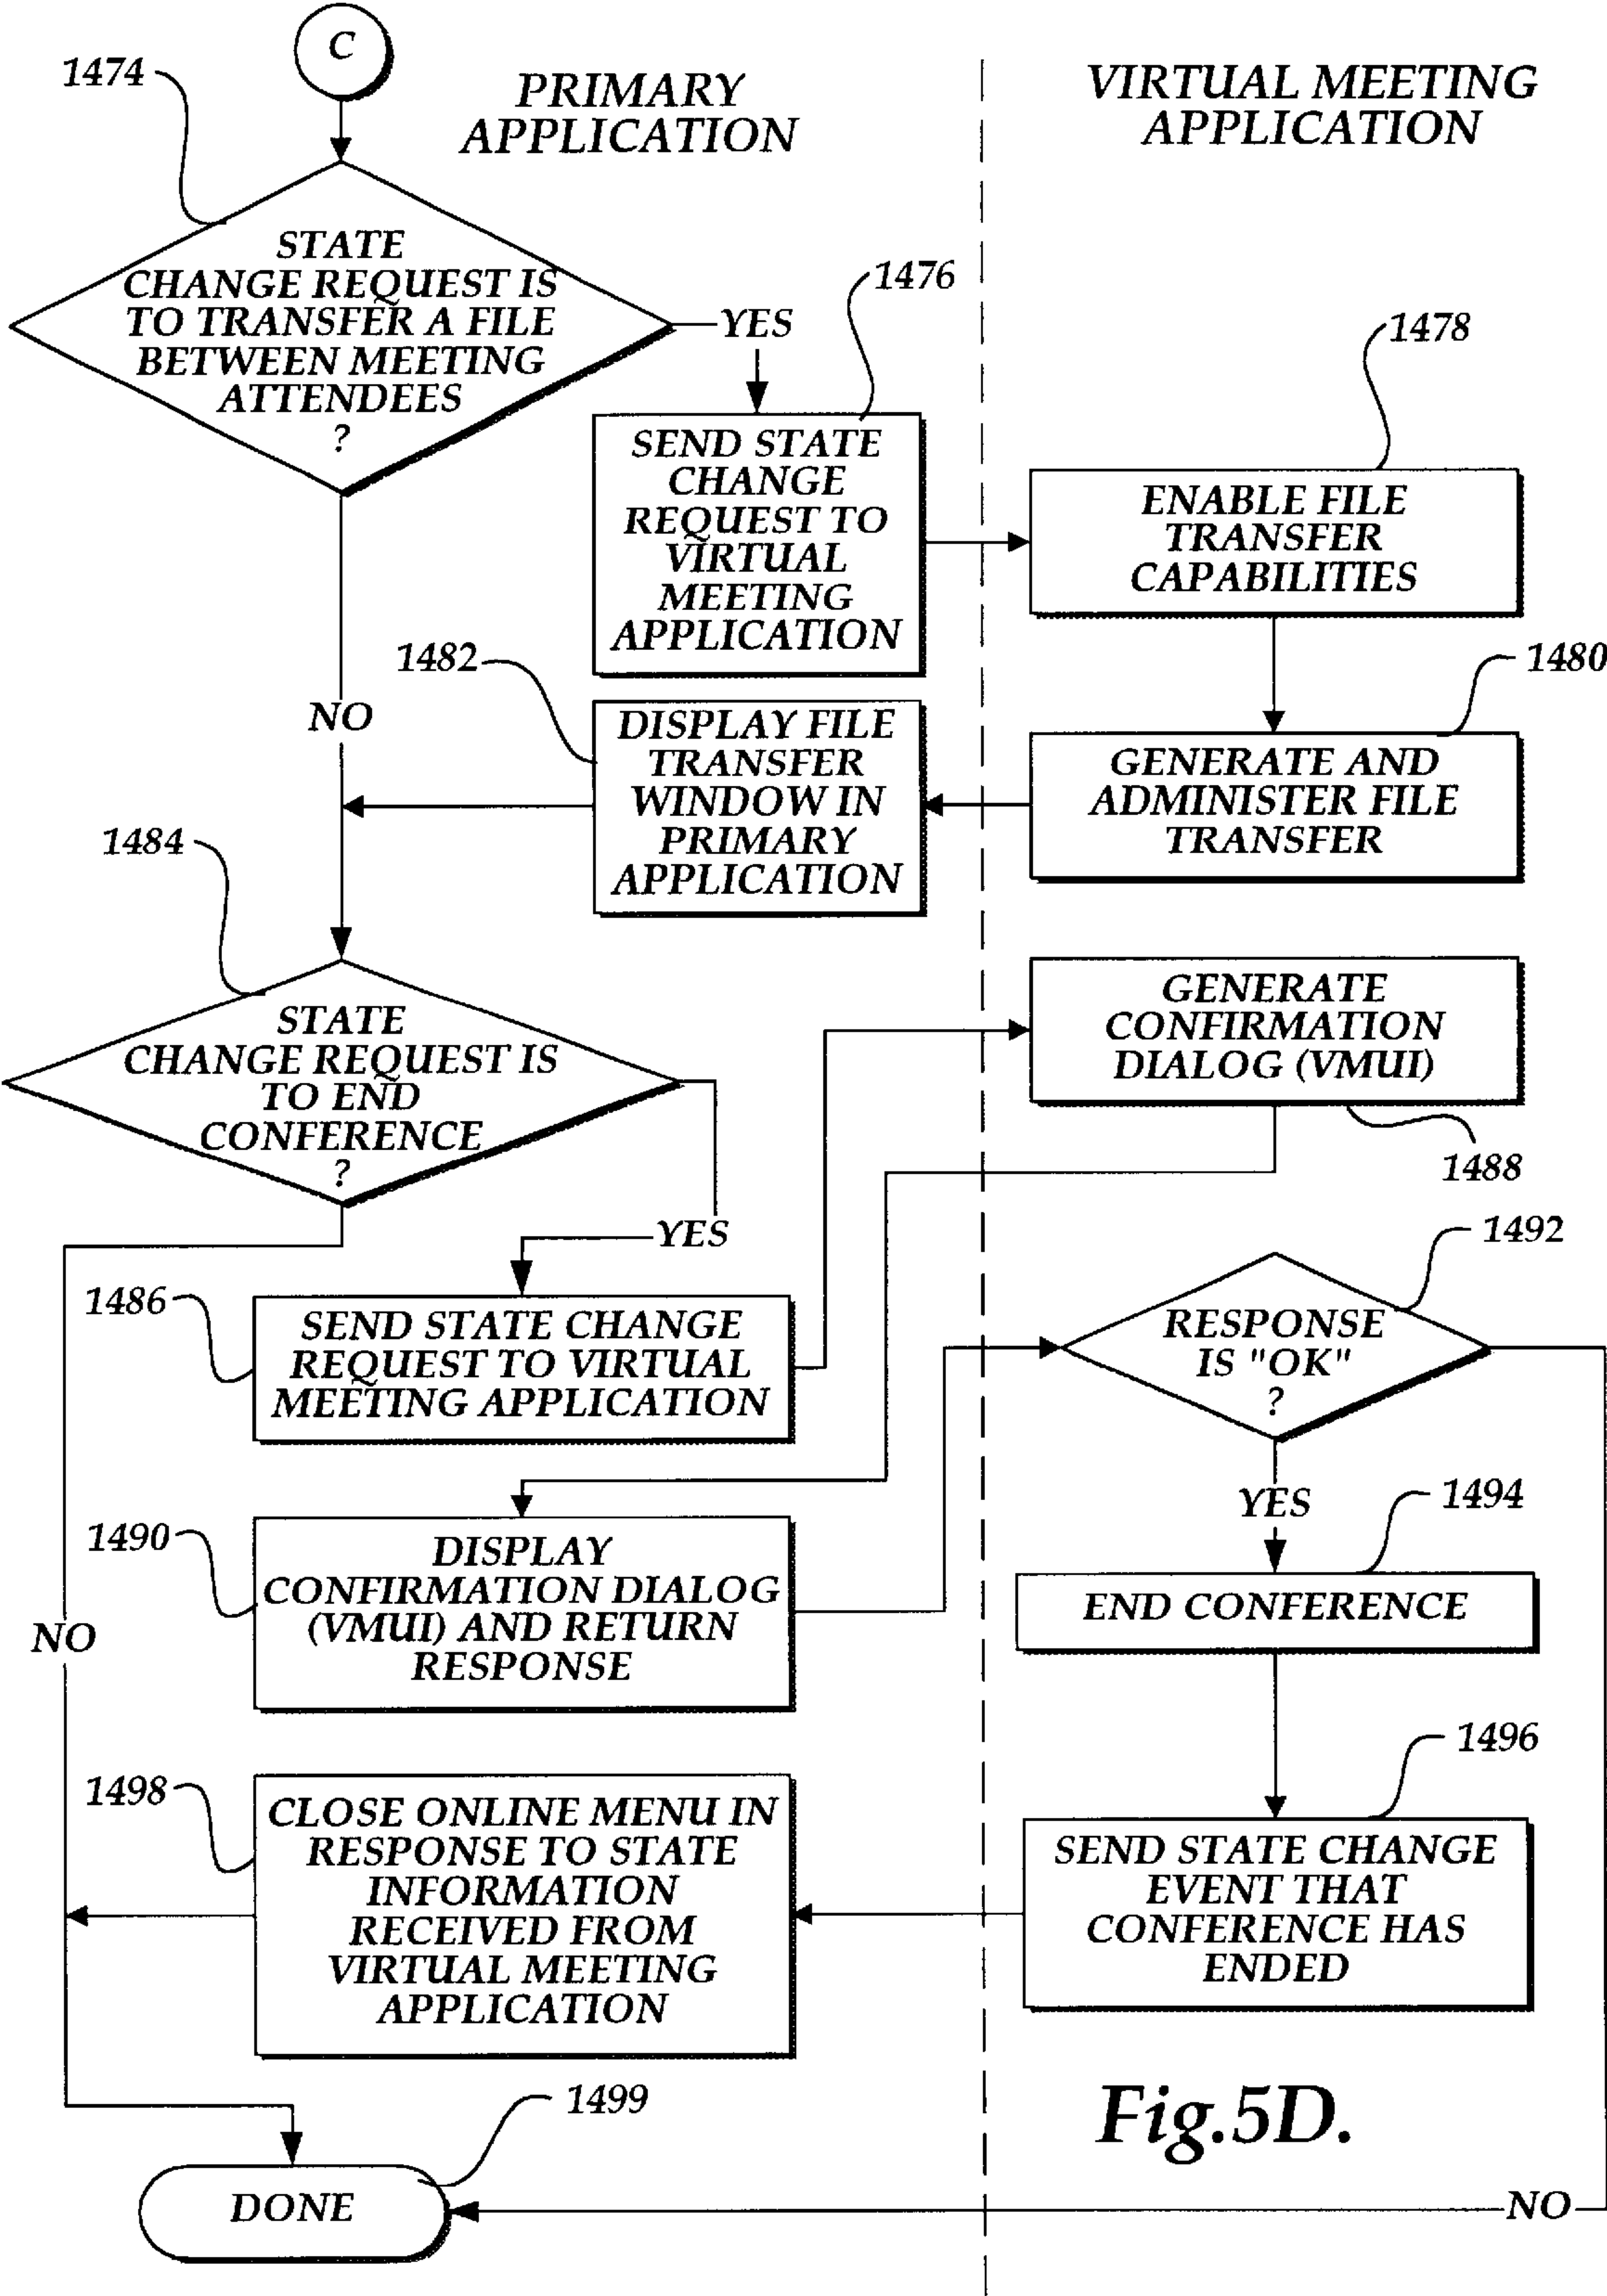 C
1474
PRIMARY
APPLICATION
VIRTUAL MEETING
APPLICATION
STATE
CHANGE REQUEST IS
TO TRANSFER A FILE
BETWEEN MEETING
ATTENDEES
?
YES
1476
SEND STATE
CHANGE
REQUEST TO
VIRTUAL
MEETING
APPLICATION
1478
ENABLE FILE
TRANSFER
CAPABILITIES
1480
GENERATE AND
ADMINISTER FILE
TRANSFER
1482
DISPLAY FILE
TRANSFER
WINDOW IN
PRIMARY
APPLICATION
NO
1484
STATE
CHANGE REQUEST IS
TO END
CONFERENCE
?
YES
GENERATE
CONFIRMATION
DIALOG (VMUI)
1488
1486
SEND STATE CHANGE
REQUEST TO VIRTUAL
MEETING APPLICATION
1492
RESPONSE
IS "OK"
?
YES
1490
DISPLAY
CONFIRMATION DIALOG
(VMUI) AND RETURN
RESPONSE
1494
END CONFERENCE
NO
1496
SEND STATE CHANGE
EVENT THAT
CONFERENCE HAS
ENDED
1498
CLOSE ONLINE MENU IN
RESPONSE TO STATE
INFORMATION
RECEIVED FROM
VIRTUAL MEETING
APPLICATION
1499
DONE
NO
Fig.5D.